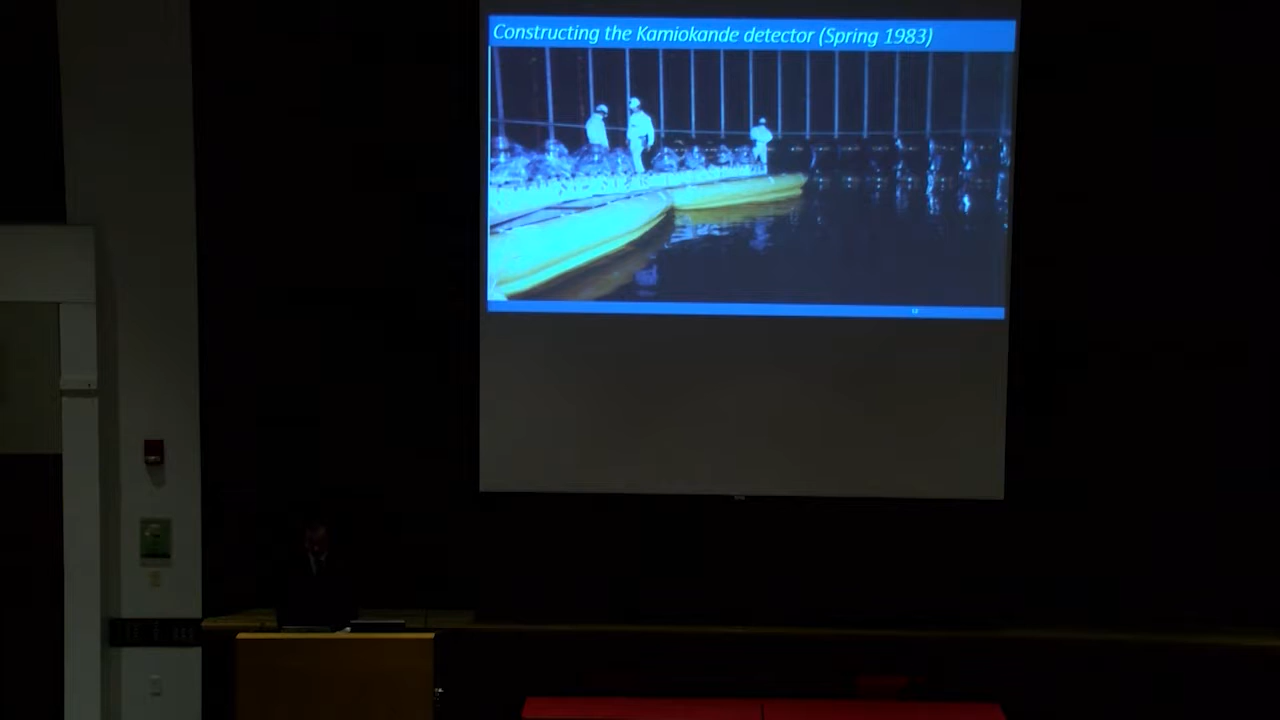 Constructing the Kamiokande detector (Spring 1983)